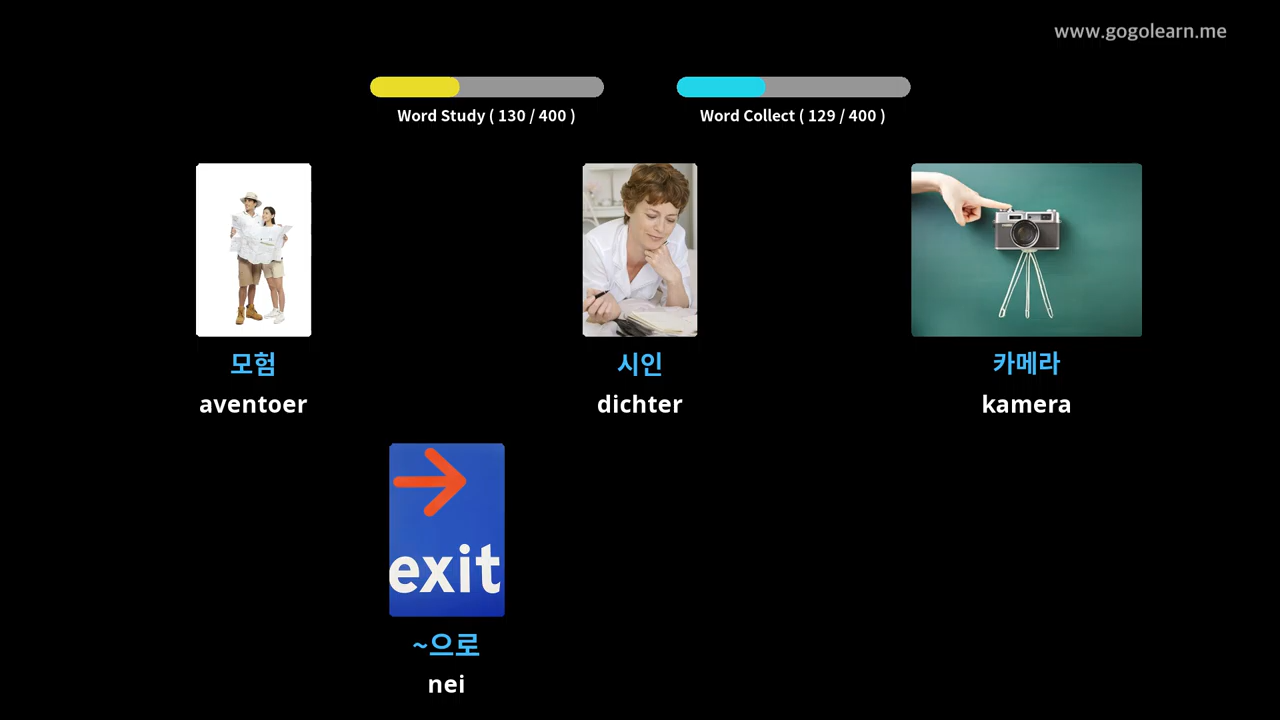 www.gogolearn.me
Word Study ( 130 / 400 )
Word Collect ( 129 / 400 )
모험
aventoer
시인
dichter
카메라
kamera
exit
~으로
nei